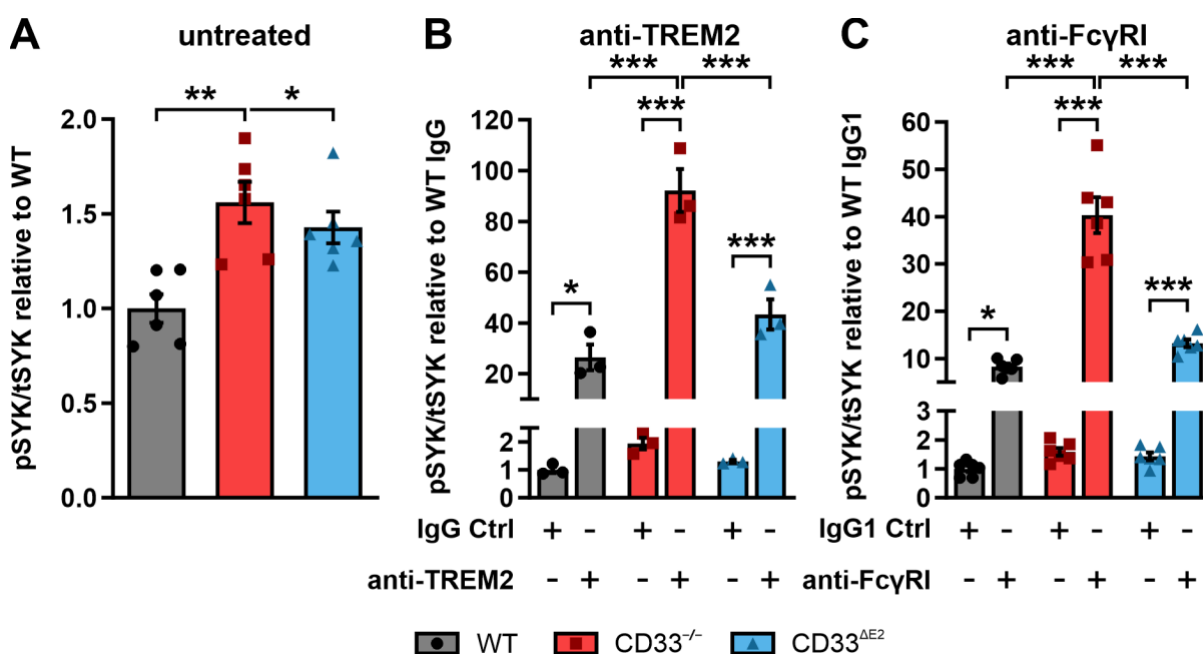 A
untreated
** *
pSYK/tSYK relative to WT
2.0
1.5
1.0
0.5
0.0
B
anti-TREM2
*** ***
***
***
*
pSYK/tSYK relative to WT IgG
120
100
80
60
40
20
2
1
0
IgG Ctrl + - + - + -
anti-TREM2 - + - + - +
C
anti-FcγRI
*** ***
***
***
*
pSYK/tSYK relative to WT IgG1
60
50
40
30
20
10
3
2
1
0
IgG1 Ctrl + - + - + -
anti-FcγRI - + - + - +
WT CD33⁻/⁻ CD33ΔE2